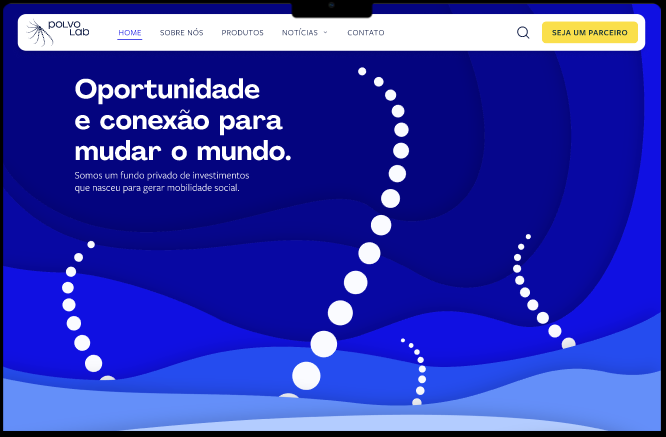 POLVO
LAB
HOME
SOBRE NÓS
PRODUTOS
NOTÍCIAS
CONTATO
SEJA UM PARCEIRO
Oportunidade
e conexão para
mudar o mundo.
Somos um fundo privado de investimentos
que nasceu para gerar mobilidade social.